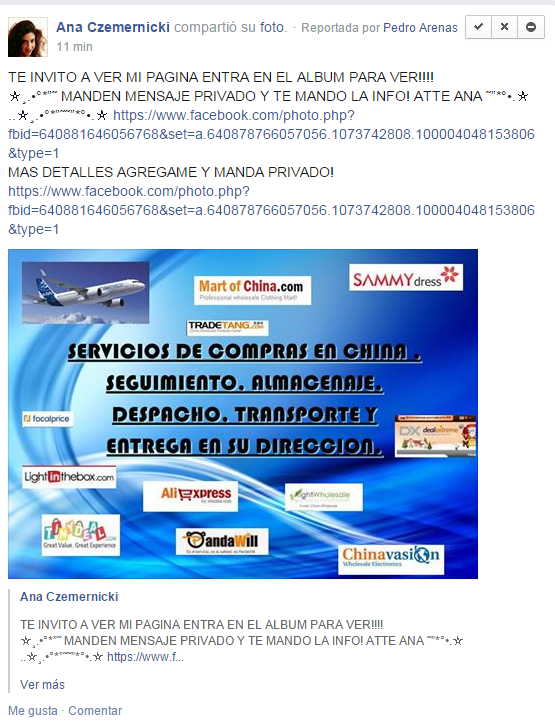 Ana Czemernicki compartió su foto. · Reportada por Pedro Arenas
11 min
TE INVITO A VER MI PAGINA ENTRA EN EL ALBUM PARA VER!!!!
☆¸.•°*”˜ MANDEN MENSAJE PRIVADO Y TE MANDO LA INFO! ATTE ANA ˜”*°•.☆
..☆¸.•°*”˜˜”*°•.☆ https://www.facebook.com/photo.php?
fbid=640881646056768&set=a.640878766057056.1073742808.100004048153806
&type=1
MAS DETALLES AGREGAME Y MANDA PRIVADO!
https://www.facebook.com/photo.php?
fbid=640881646056768&set=a.640878766057056.1073742808.100004048153806
&type=1
Mart of China.com
Professional wholesale Clothing Mart!
SAMMYdress
TRADETANG.COM
SERVICIOS DE COMPRAS EN CHINA ,
SEGUIMIENTO, ALMACENAJE,
DESPACHO, TRANSPORTE Y
ENTREGA EN SU DIRECCION.
focalprice
DX dealextreme
Lightinthebox.com
AliExpress
by Alibaba.com
LightWholesale
TinyDEAL.com
Great Value. Great Experience
PandaWill
Chinavasion
Wholesale Electronics
Ana Czemernicki
TE INVITO A VER MI PAGINA ENTRA EN EL ALBUM PARA VER!!!!
☆¸.•°*”˜ MANDEN MENSAJE PRIVADO Y TE MANDO LA INFO! ATTE ANA ˜”*°•.☆
..☆¸.•°*”˜˜”*°•.☆ https://www.f...
Ver más
Me gusta · Comentar